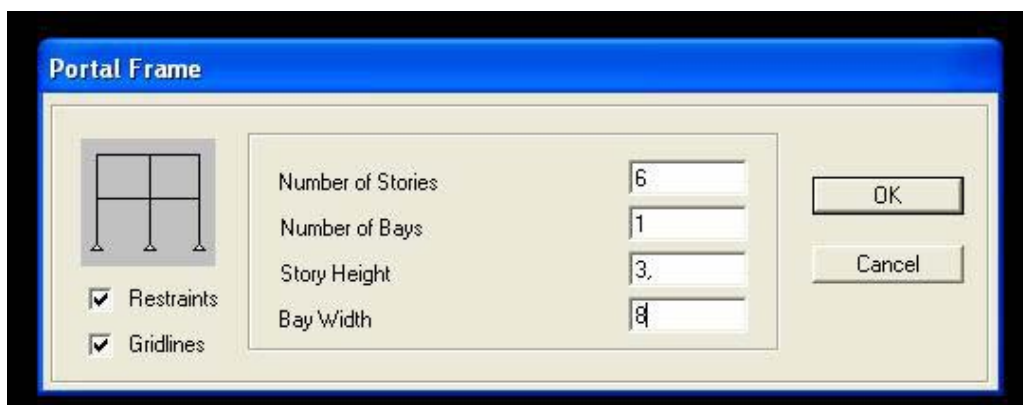 Portal Frame
Number of Stories 6
Number of Bays 1
Story Height 3,
Bay Width 8
Restraints
Gridlines
OK
Cancel